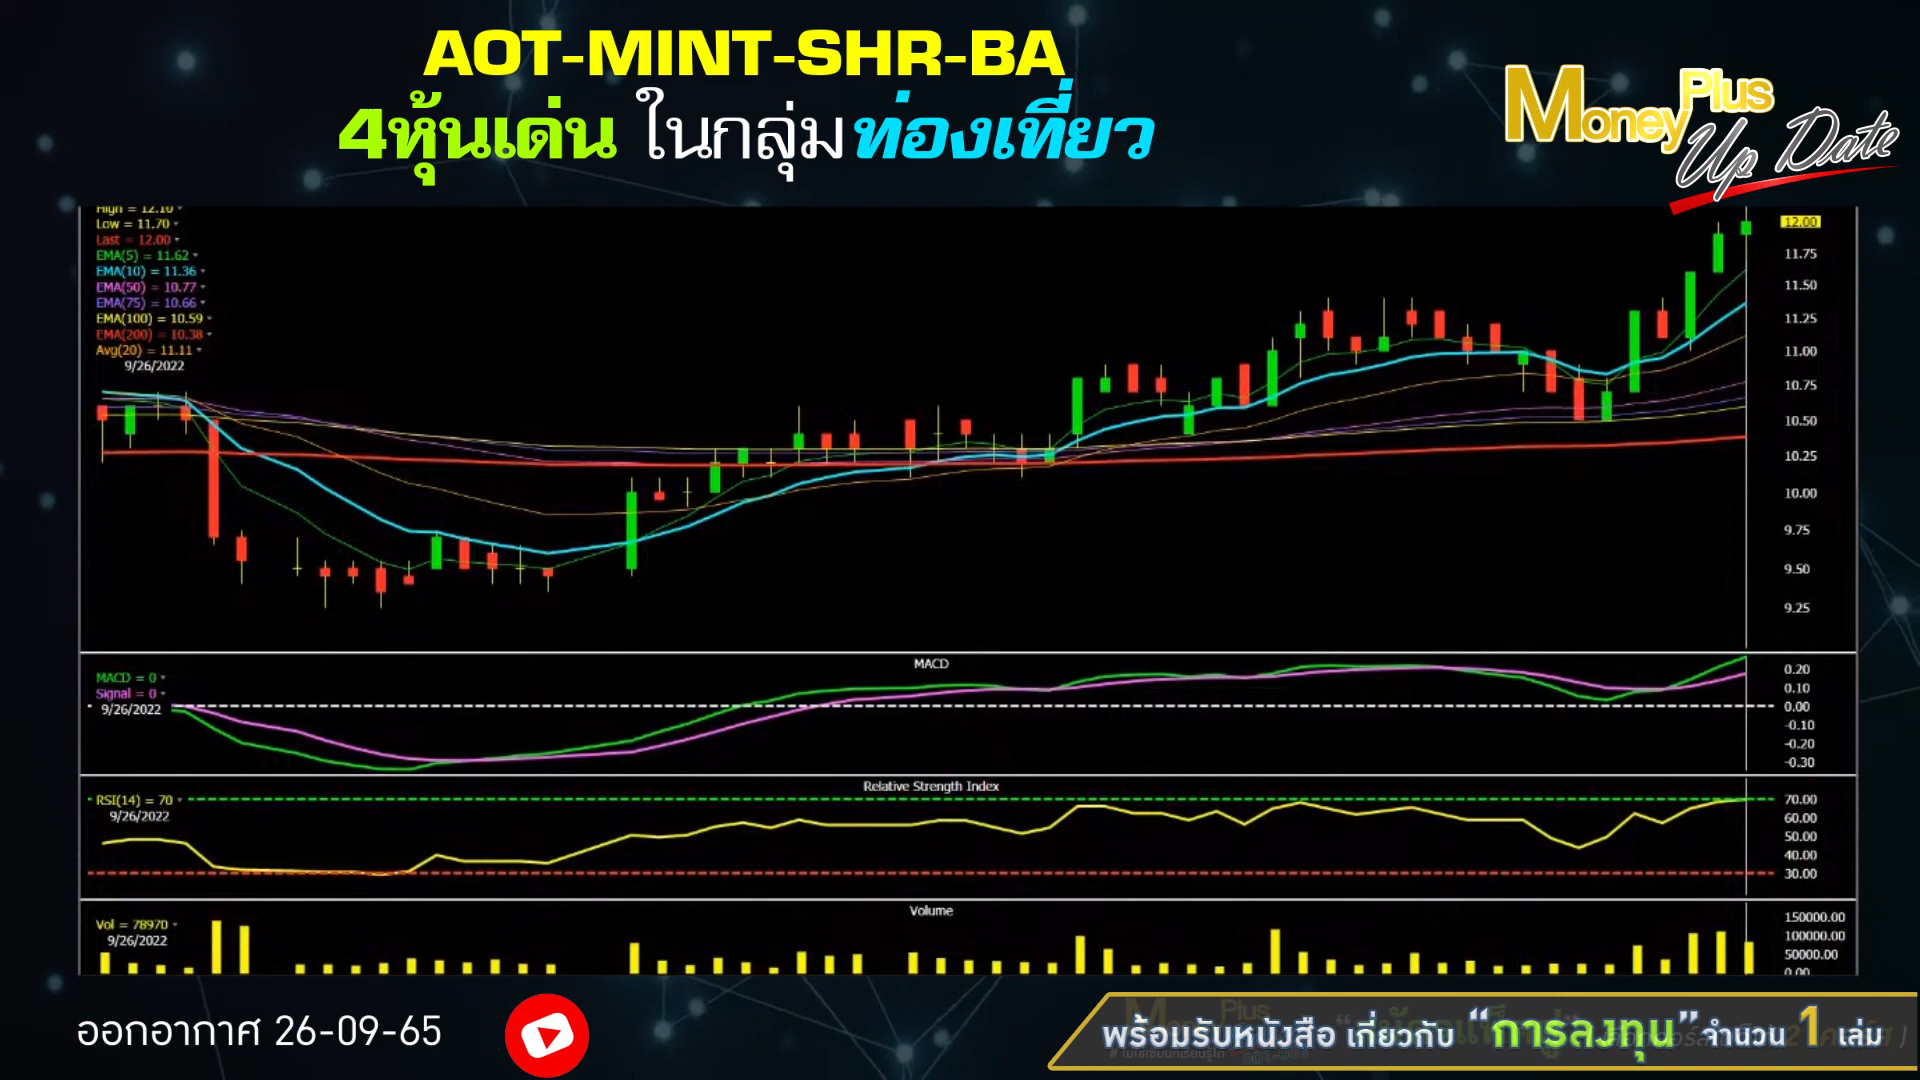 AOT-MINT-SHR-BA
4หุ้นเด่น ในกลุ่มท่องเที่ยว
Money Plus
Up Date
High = 12.10
Low = 11.70
Last = 12.00
EMA(5) = 11.62
EMA(10) = 11.36
EMA(50) = 10.77
EMA(75) = 10.66
EMA(100) = 10.59
EMA(200) = 10.38
Avg(20) = 11.11
9/26/2022
12.00
11.75
11.50
11.25
11.00
10.75
10.50
10.25
10.00
9.75
9.50
9.25
MACD
MACD = 0
Signal = 0
9/26/2022
0.20
0.10
0.00
-0.10
-0.20
-0.30
Relative Strength Index
RSI(14) = 70
9/26/2022
70.00
60.00
50.00
40.00
30.00
Volume
Vol = 78970
9/26/2022
150000.00
100000.00
50000.00
0.00
ออกอากาศ 26-09-65
พร้อมรับหนังสือ เกี่ยวกับ “การลงทุน” จำนวน 1 เล่ม